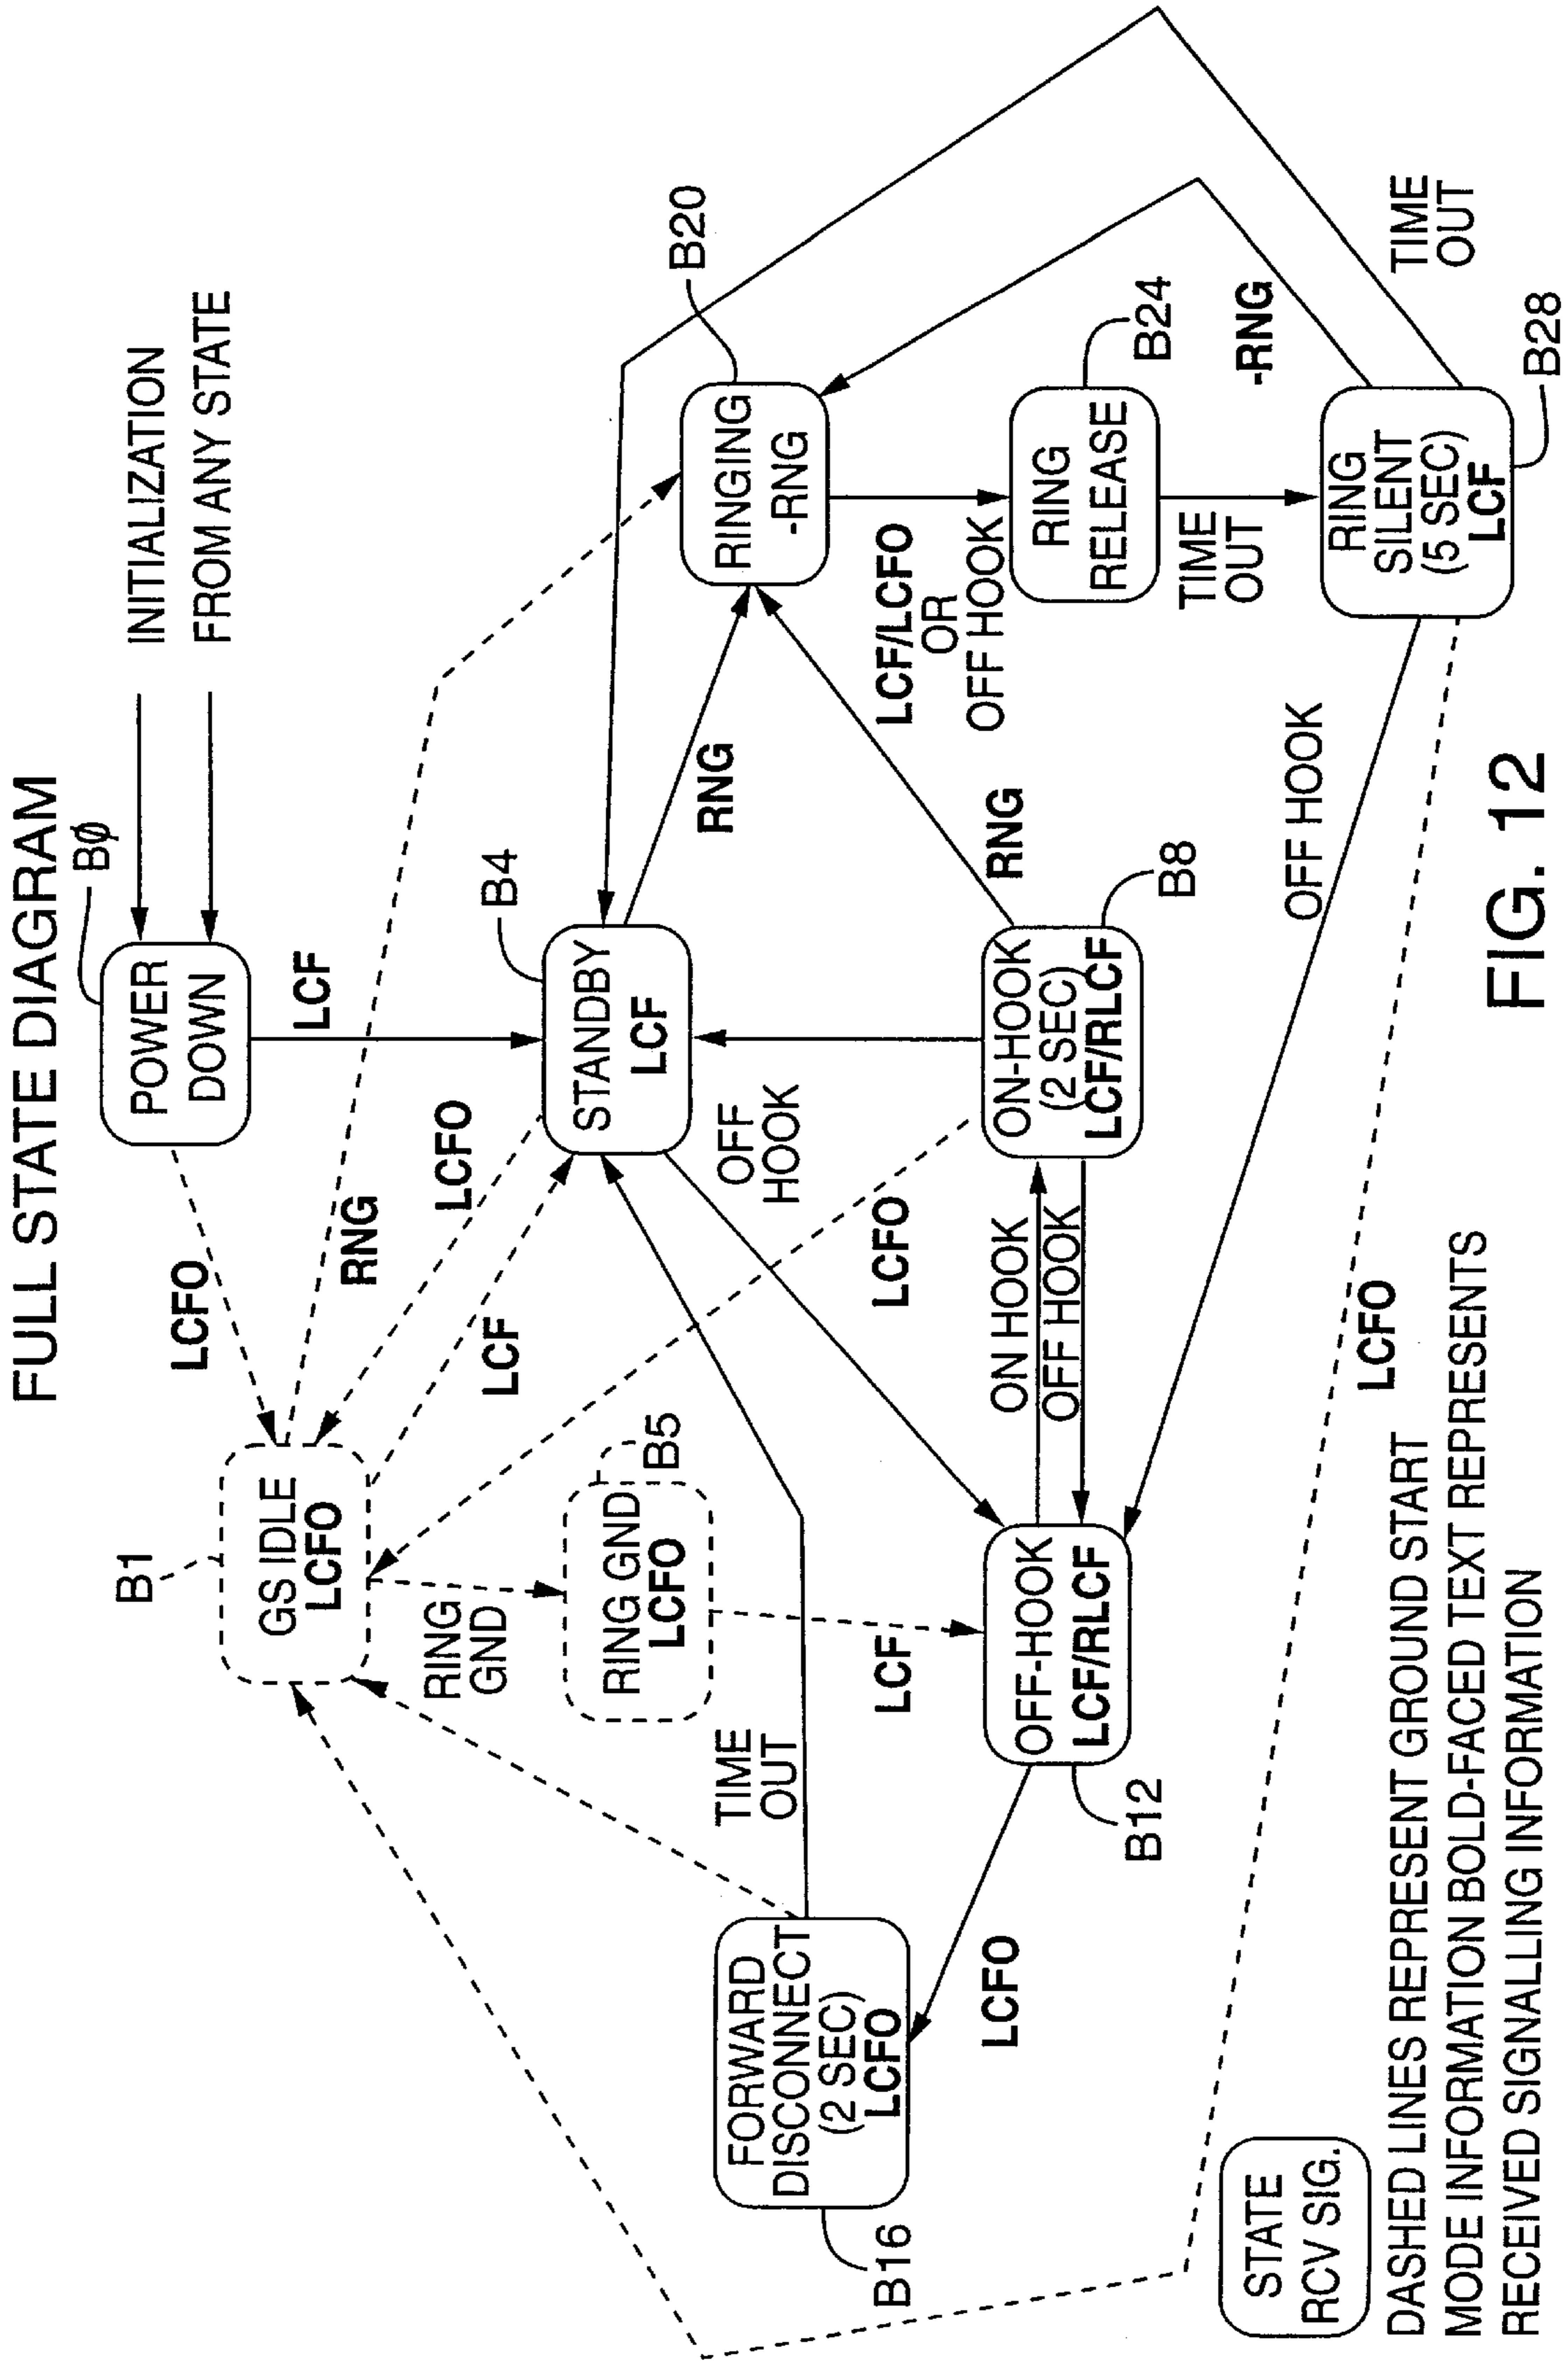 FULL STATE DIAGRAM
BØ
INITIALIZATION
FROM ANY STATE
POWER
DOWN
LCFO
LCF
B1
GS IDLE
LCFO
RNG
LCFO
LCF
B4
STANDBY
LCF
B20
RINGING
-RNG
RING
GND
B5
RING GND
LCFO
OFF
HOOK
RNG
TIME
OUT
LCF
LCFO
RNG
LCF/LCFO
OR
OFF HOOK
B16
FORWARD
DISCONNECT
(2 SEC)
LCFO
LCFO
B12
OFF-HOOK
LCF/RLCF
ON HOOK
OFF HOOK
ON-HOOK
(2 SEC)
LCF/RLCF
B8
RING
RELEASE
B24
TIME
OUT
-RNG
OFF HOOK
LCFO
RING
SILENT
(5 SEC)
LCF
B28
TIME
OUT
STATE
RCV SIG.
DASHED LINES REPRESENT GROUND START
MODE INFORMATION BOLD-FACED TEXT REPRESENTS
RECEIVED SIGNALLING INFORMATION
FIG. 12